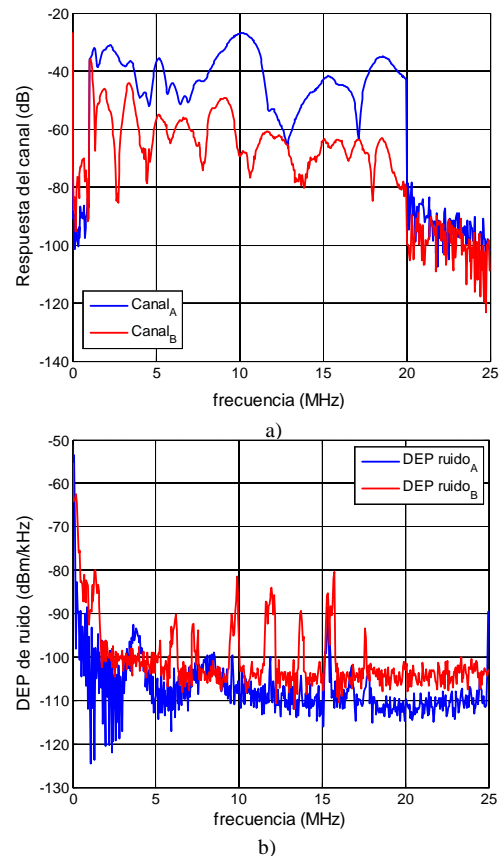 -20
-40
-60
-80
-100
-120
-140
Respuesta del canal (dB)
Canal_A
Canal_B
0 5 10 15 20 25
frecuencia (MHz)
a)
-50
-60
-70
-80
-90
-100
-110
-120
-130
DEP de ruido (dBm/kHz)
DEP ruido_A
DEP ruido_B
0 5 10 15 20 25
frecuencia (MHz)
b)